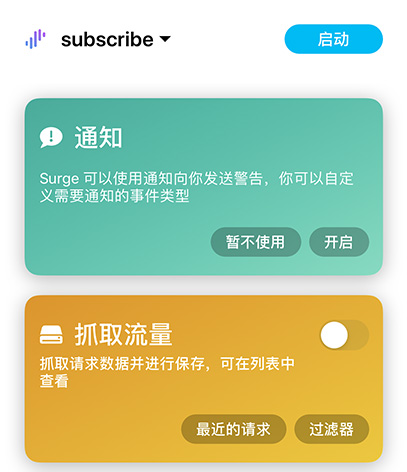 subscribe
启动
通知
Surge 可以使用通知向你发送警告，你可以自定
义需要通知的事件类型
暂不使用
开启
抓取流量
抓取请求数据并进行保存，可在列表中
查看
最近的请求
过滤器